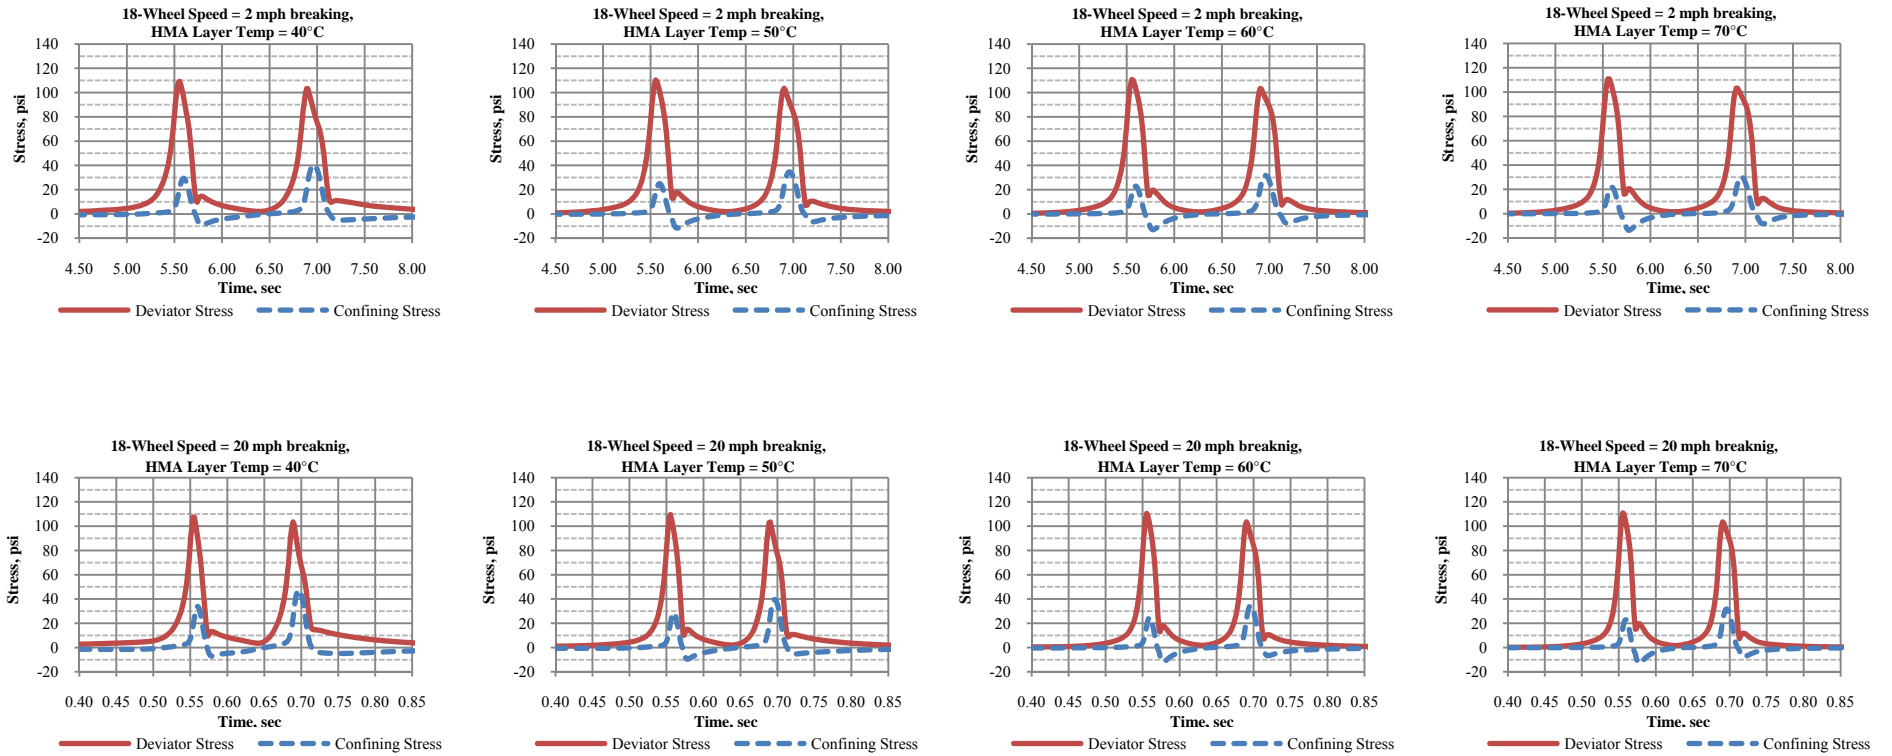 18-Wheel Speed = 2 mph breaking,
HMA Layer Temp = 40°C
140
120
100
80
60
40
20
0
-20
Stress, psi
4.50 5.00 5.50 6.00 6.50 7.00 7.50 8.00
Time, sec
Deviator Stress Confining Stress
18-Wheel Speed = 2 mph breaking,
HMA Layer Temp = 50°C
140
120
100
80
60
40
20
0
-20
Stress, psi
4.50 5.00 5.50 6.00 6.50 7.00 7.50 8.00
Time, sec
Deviator Stress Confining Stress
18-Wheel Speed = 2 mph breaking,
HMA Layer Temp = 60°C
140
120
100
80
60
40
20
0
-20
Stress, psi
4.50 5.00 5.50 6.00 6.50 7.00 7.50 8.00
Time, sec
Deviator Stress Confining Stress
18-Wheel Speed = 2 mph breaking,
HMA Layer Temp = 70°C
140
120
100
80
60
40
20
0
-20
Stress, psi
4.50 5.00 5.50 6.00 6.50 7.00 7.50 8.00
Time, sec
Deviator Stress Confining Stress
18-Wheel Speed = 20 mph breaknig,
HMA Layer Temp = 40°C
140
120
100
80
60
40
20
0
-20
Stress, psi
0.40 0.45 0.50 0.55 0.60 0.65 0.70 0.75 0.80 0.85
Time, sec
Deviator Stress Confining Stress
18-Wheel Speed = 20 mph breaknig,
HMA Layer Temp = 50°C
140
120
100
80
60
40
20
0
-20
Stress, psi
0.40 0.45 0.50 0.55 0.60 0.65 0.70 0.75 0.80 0.85
Time, sec
Deviator Stress Confining Stress
18-Wheel Speed = 20 mph breaknig,
HMA Layer Temp = 60°C
140
120
100
80
60
40
20
0
-20
Stress, psi
0.40 0.45 0.50 0.55 0.60 0.65 0.70 0.75 0.80 0.85
Time, sec
Deviator Stress Confining Stress
18-Wheel Speed = 20 mph breaknig,
HMA Layer Temp = 70°C
140
120
100
80
60
40
20
0
-20
Stress, psi
0.40 0.45 0.50 0.55 0.60 0.65 0.70 0.75 0.80 0.85
Time, sec
Deviator Stress Confining Stress